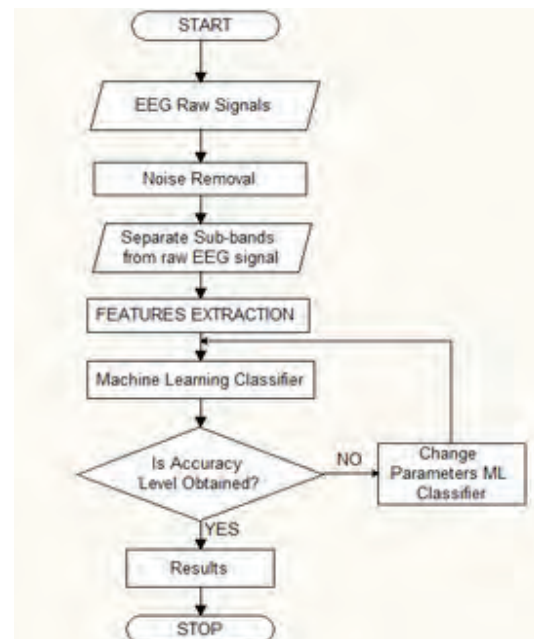 START
EEG Raw Signals
Noise Removal
Separate Sub-bands
from raw EEG signal
FEATURES EXTRACTION
Machine Learning Classifier
Is Accuracy
Level Obtained?
NO
Change
Parameters ML
Classifier
YES
Results
STOP